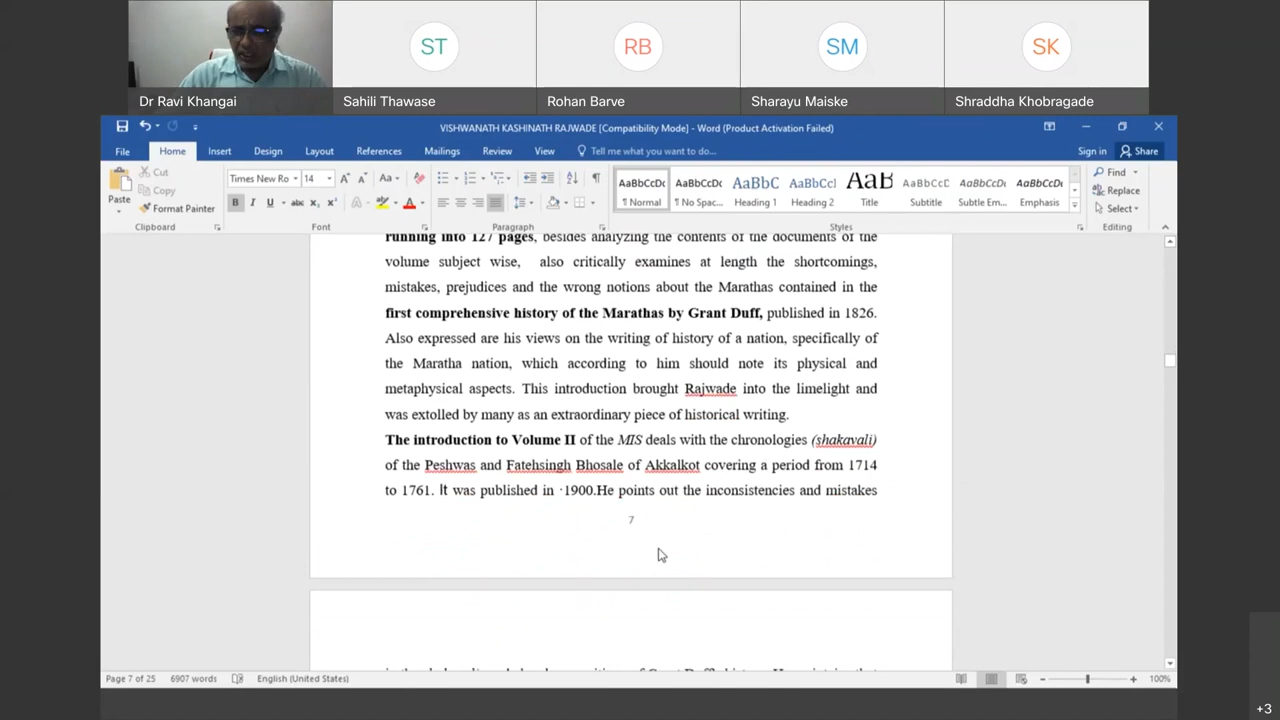 ST
RB
SM
SK
Dr Ravi Khangai
Sahili Thawase
Rohan Barve
Sharayu Maiske
Shraddha Khobragade
VISHWANATH KASHINATH RAJWADE [Compatibility Mode] - Word (Product Activation Failed)
File Home Insert Design Layout References Mailings Review View Tell me what you want to do... Sign in Share
Paste
Cut
Copy
Format Painter
Clipboard
Times New Ro 14
Font
Paragraph
AaBbCcDc AaBbCcDc AaBbC AaBbCcI AaB AaBbCcD AaBbCcDt AaBbCcDt
¶ Normal ¶ No Spac... Heading 1 Heading 2 Title Subtitle Subtle Em... Emphasis
Styles
Find
Replace
Select
Editing
running into 127 pages, besides analyzing the contents of the documents of the
volume subject wise, also critically examines at length the shortcomings,
mistakes, prejudices and the wrong notions about the Marathas contained in the
first comprehensive history of the Marathas by Grant Duff, published in 1826.
Also expressed are his views on the writing of history of a nation, specifically of
the Maratha nation, which according to him should note its physical and
metaphysical aspects. This introduction brought Rajwade into the limelight and
was extolled by many as an extraordinary piece of historical writing.
The introduction to Volume II of the MIS deals with the chronologies (shakavali)
of the Peshwas and Fatehsingh Bhosale of Akkalkot covering a period from 1714
to 1761. It was published in ·1900.He points out the inconsistencies and mistakes
7
Page 7 of 25 6907 words English (United States) 100%
+3